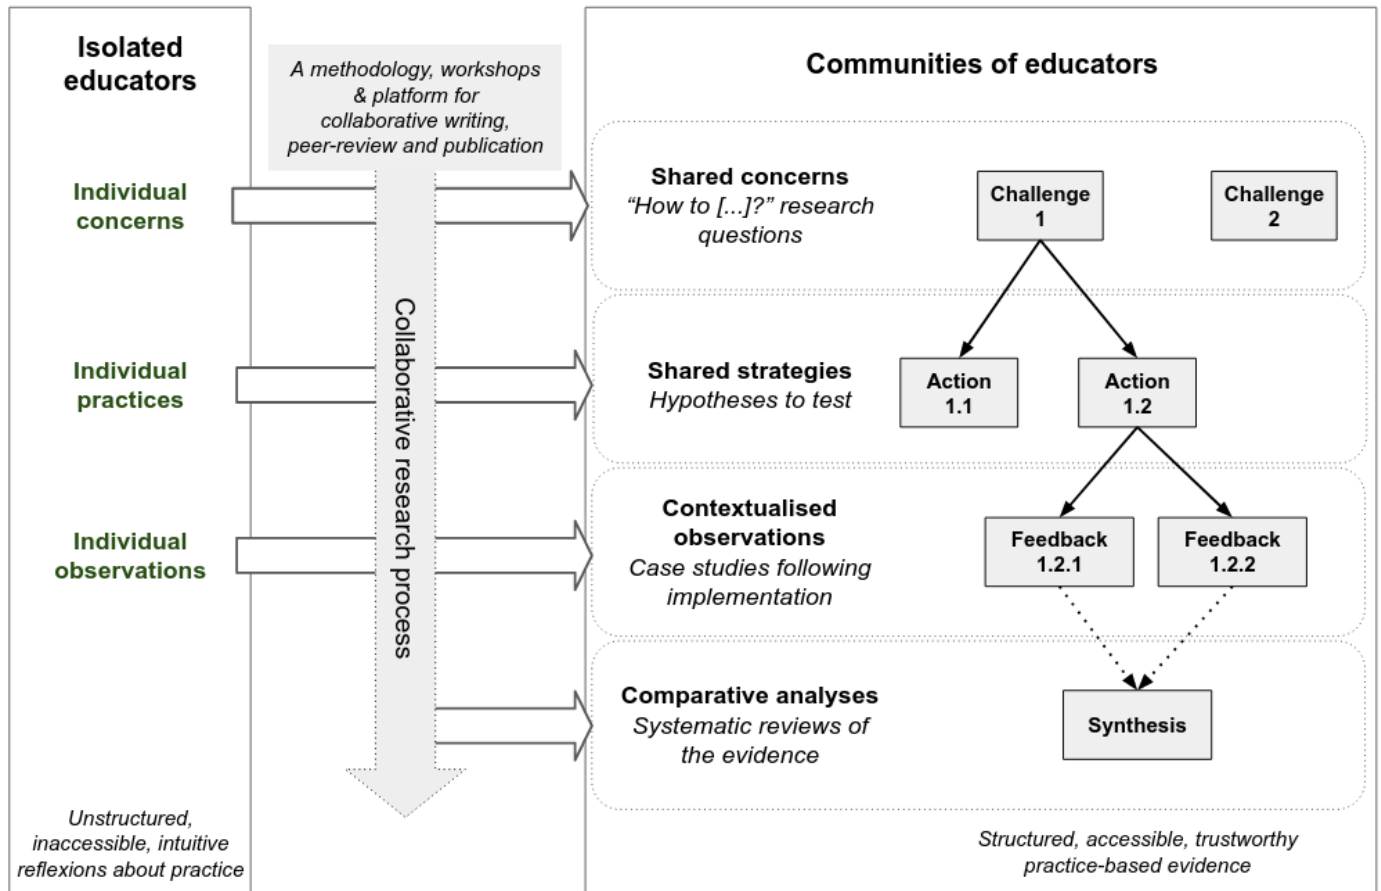 Isolated
educators
A methodology, workshops
& platform for
collaborative writing,
peer-review and publication
Communities of educators
Individual
concerns
Shared concerns
“How to [...]?” research
questions
Challenge
1
Challenge
2
Collaborative research process
Individual
practices
Shared strategies
Hypotheses to test
Action
1.1
Action
1.2
Individual
observations
Contextualised
observations
Case studies following
implementation
Feedback
1.2.1
Feedback
1.2.2
Comparative analyses
Systematic reviews of
the evidence
Synthesis
Unstructured,
inaccessible, intuitive
reflexions about practice
Structured, accessible, trustworthy
practice-based evidence